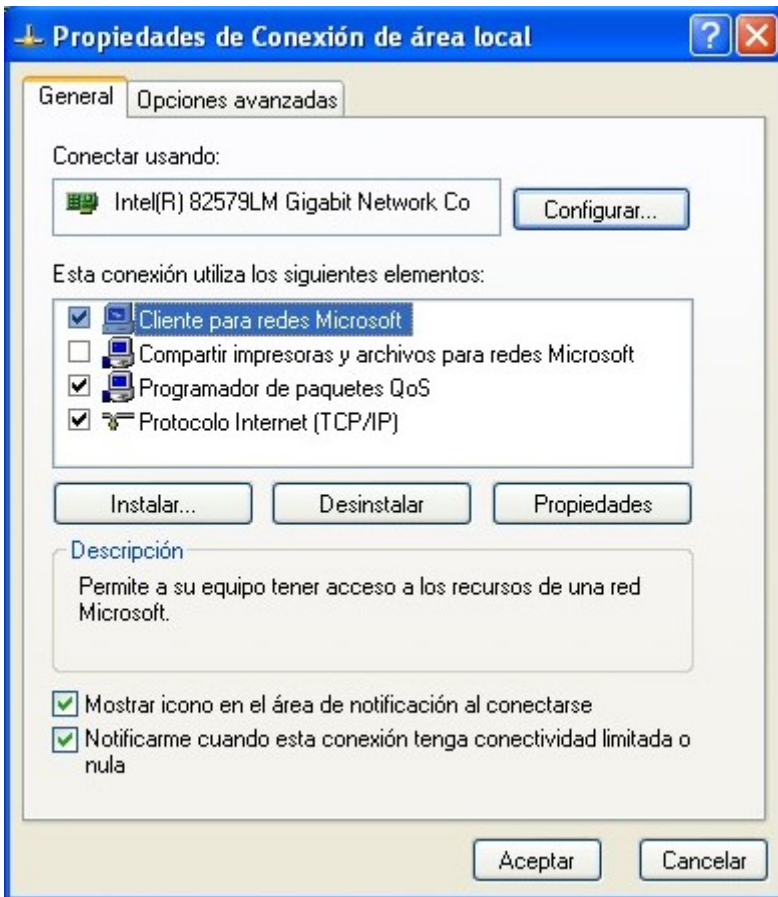 Propiedades de Conexión de área local
General
Opciones avanzadas
Conectar usando:
Intel(R) 82579LM Gigabit Network Co
Configurar...
Esta conexión utiliza los siguientes elementos:
Cliente para redes Microsoft
Compartir impresoras y archivos para redes Microsoft
Programador de paquetes QoS
Protocolo Internet (TCP/IP)
Instalar...
Desinstalar
Propiedades
Descripción
Permite a su equipo tener acceso a los recursos de una red
Microsoft.
Mostrar icono en el área de notificación al conectarse
Notificarme cuando esta conexión tenga conectividad limitada o
nula
Aceptar
Cancelar